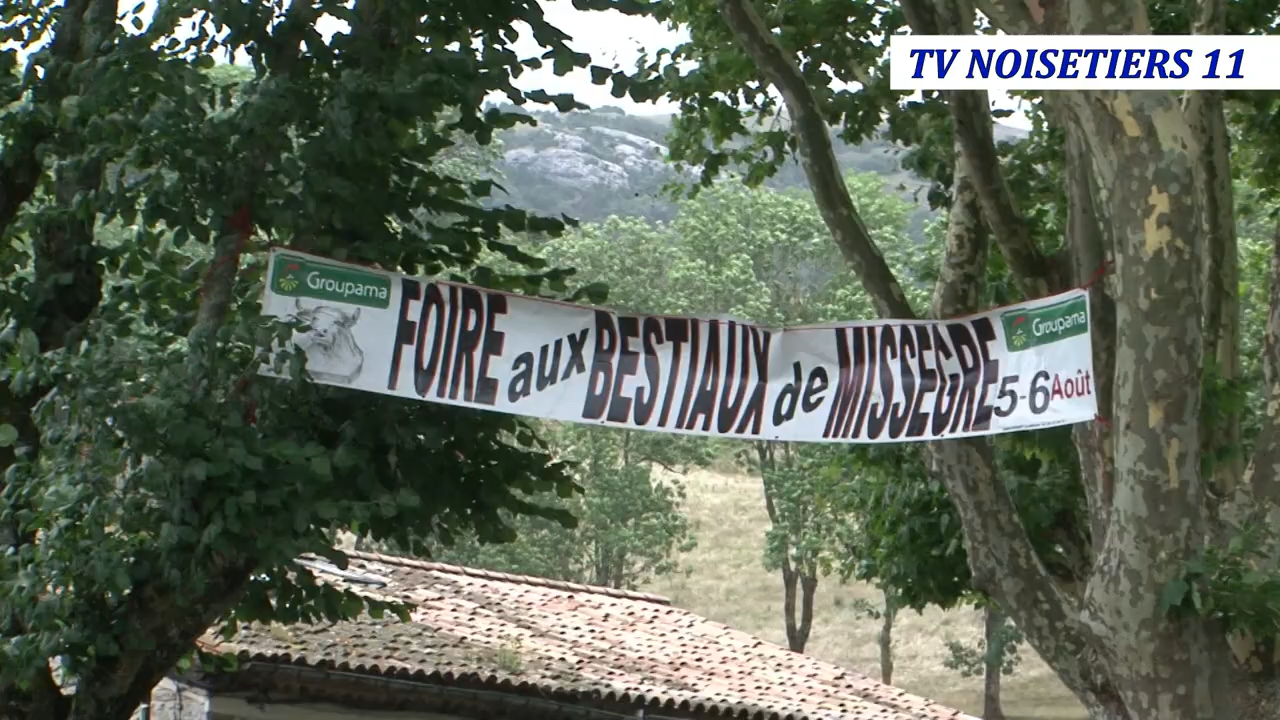 TV NOISETIERS 11
Groupama
FOIRE aux BESTIAUX de MISSEGRE 5-6 Août
Groupama